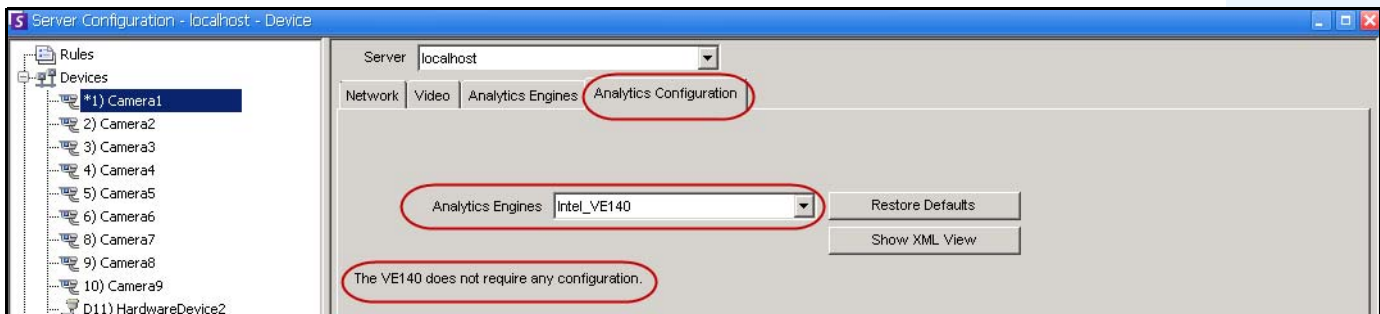 Server Configuration - localhost - Device
Rules
Devices
*1) Camera1
2) Camera2
3) Camera3
4) Camera4
5) Camera5
6) Camera6
8) Camera7
9) Camera8
10) Camera9
D11) HardwareDevice2
Server localhost
Network Video Analytics Engines Analytics Configuration
Analytics Engines Intel_VE140 Restore Defaults
Show XML View
The VE140 does not require any configuration.